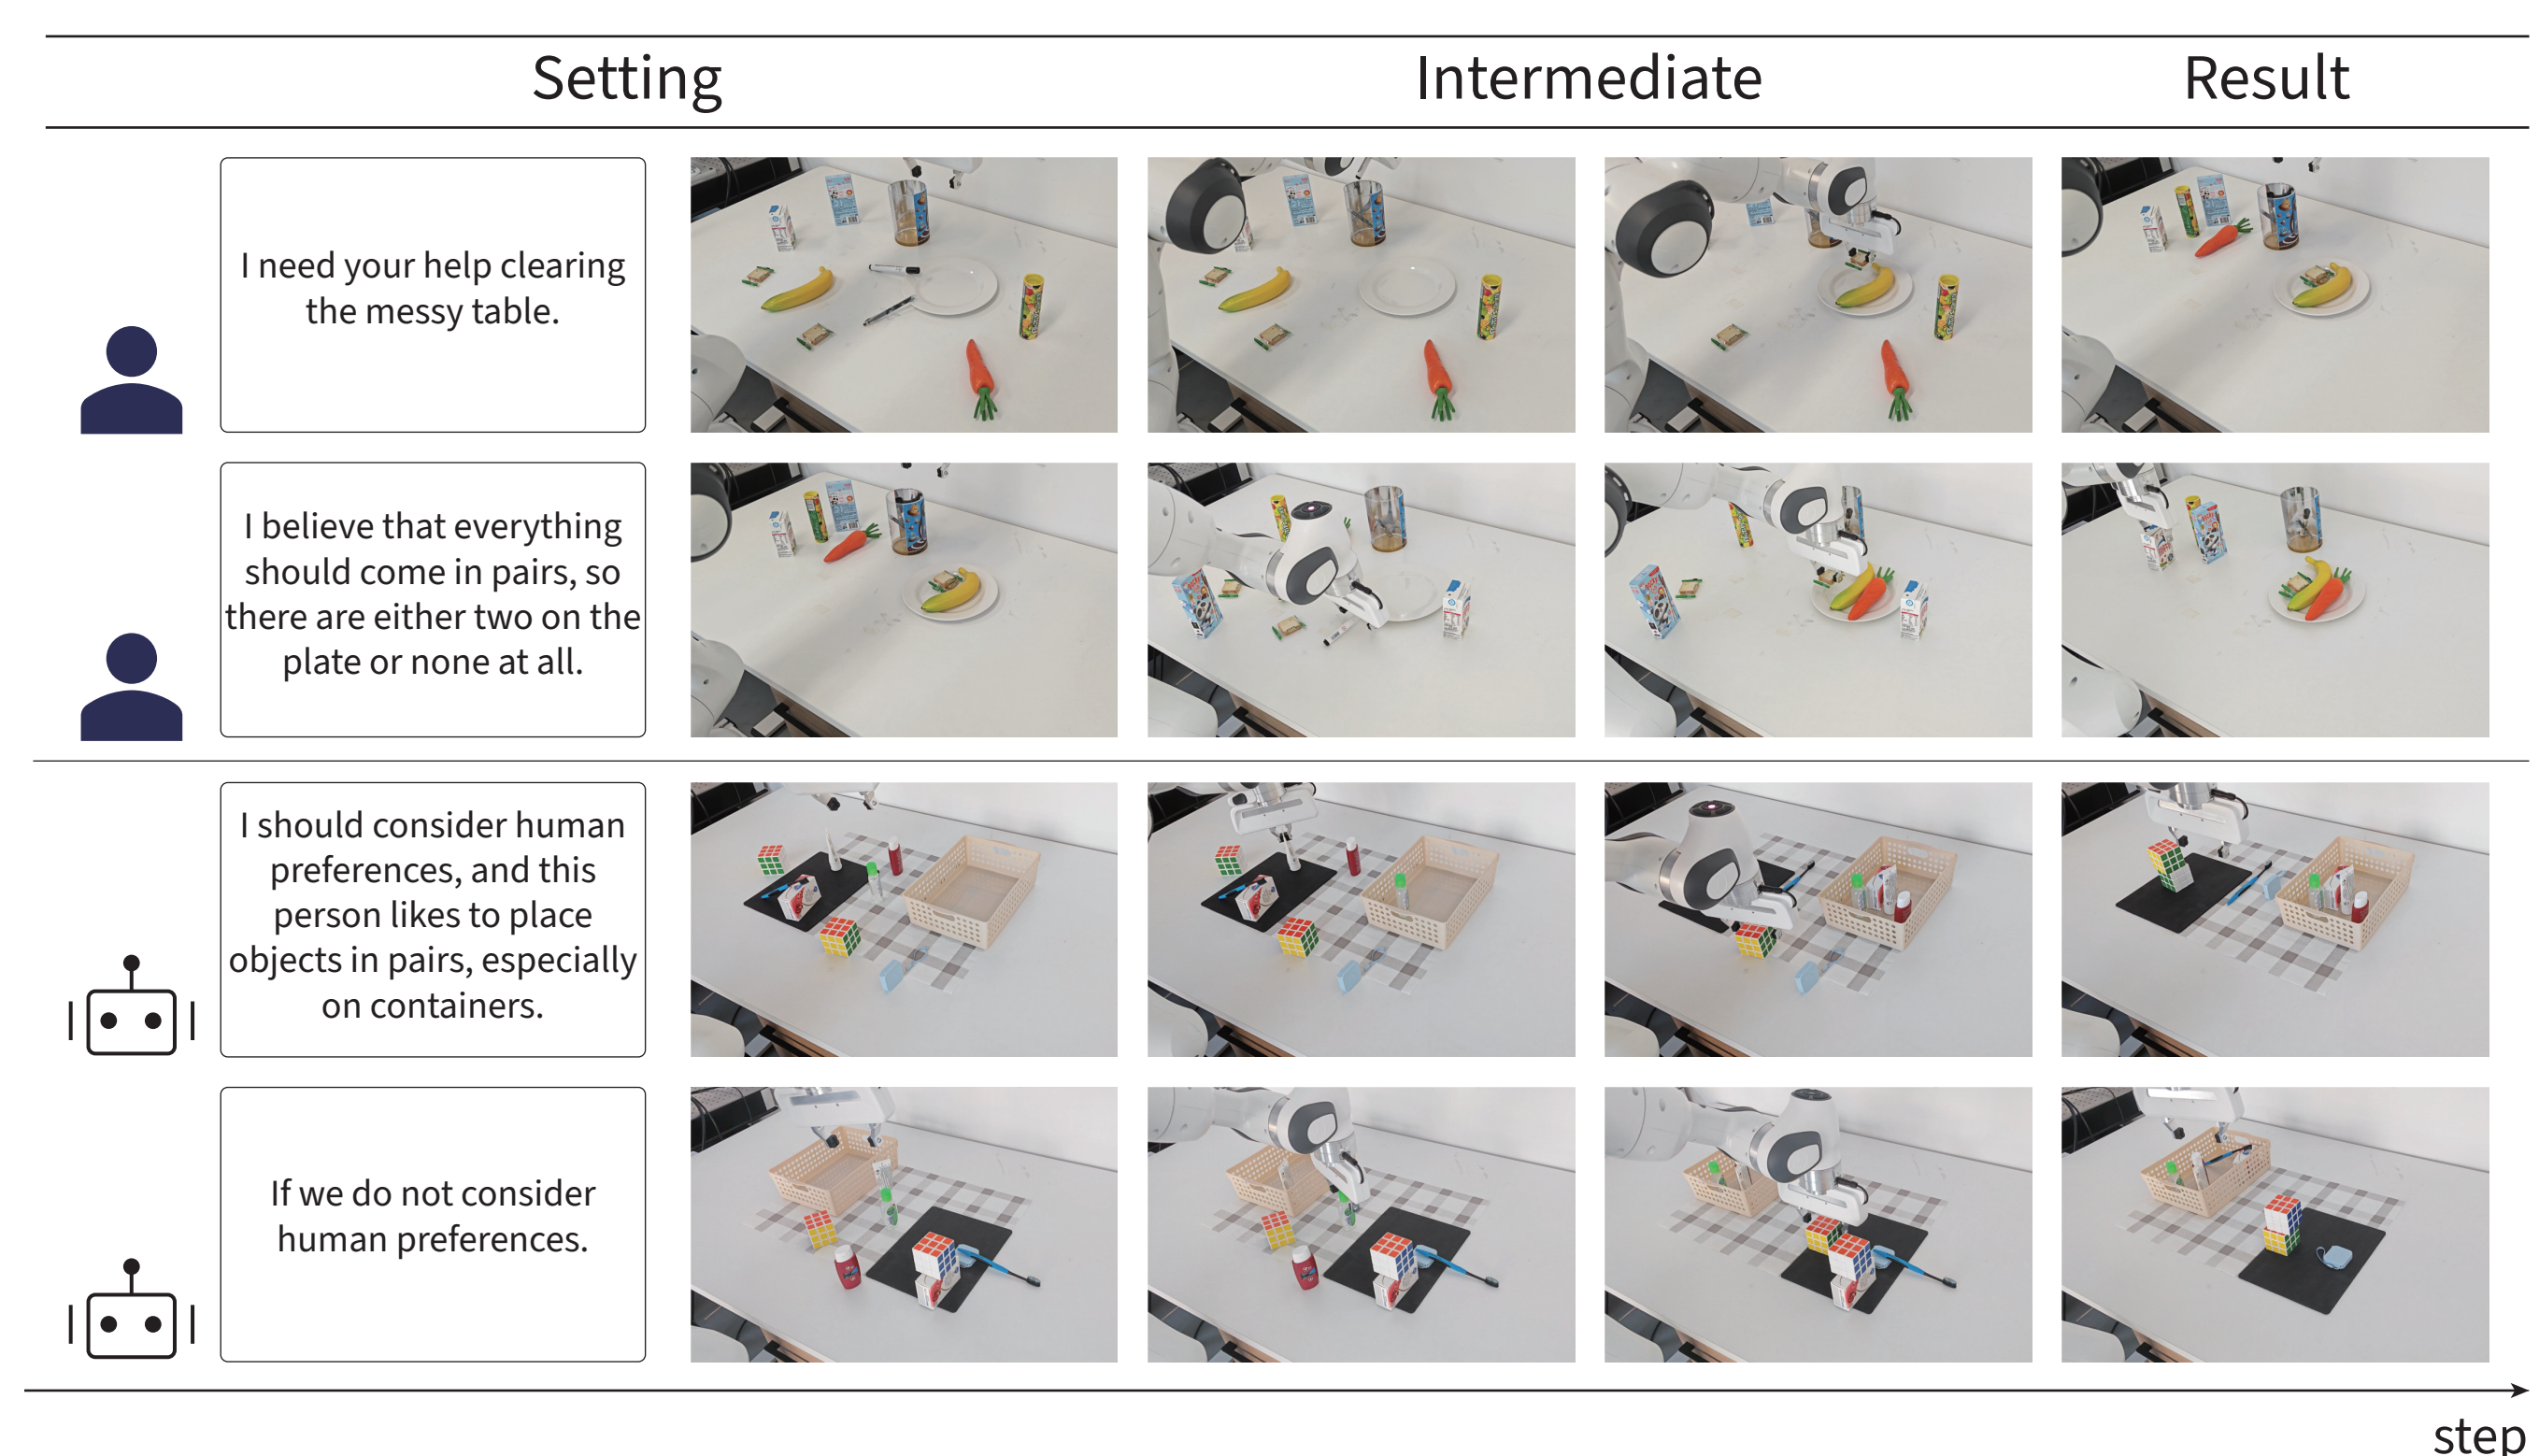 Setting Intermediate Result
I need your help clearing
the messy table.
I believe that everything
should come in pairs, so
there are either two on the
plate or none at all.
I should consider human
preferences, and this
person likes to place
objects in pairs, especially
on containers.
If we do not consider
human preferences.
step